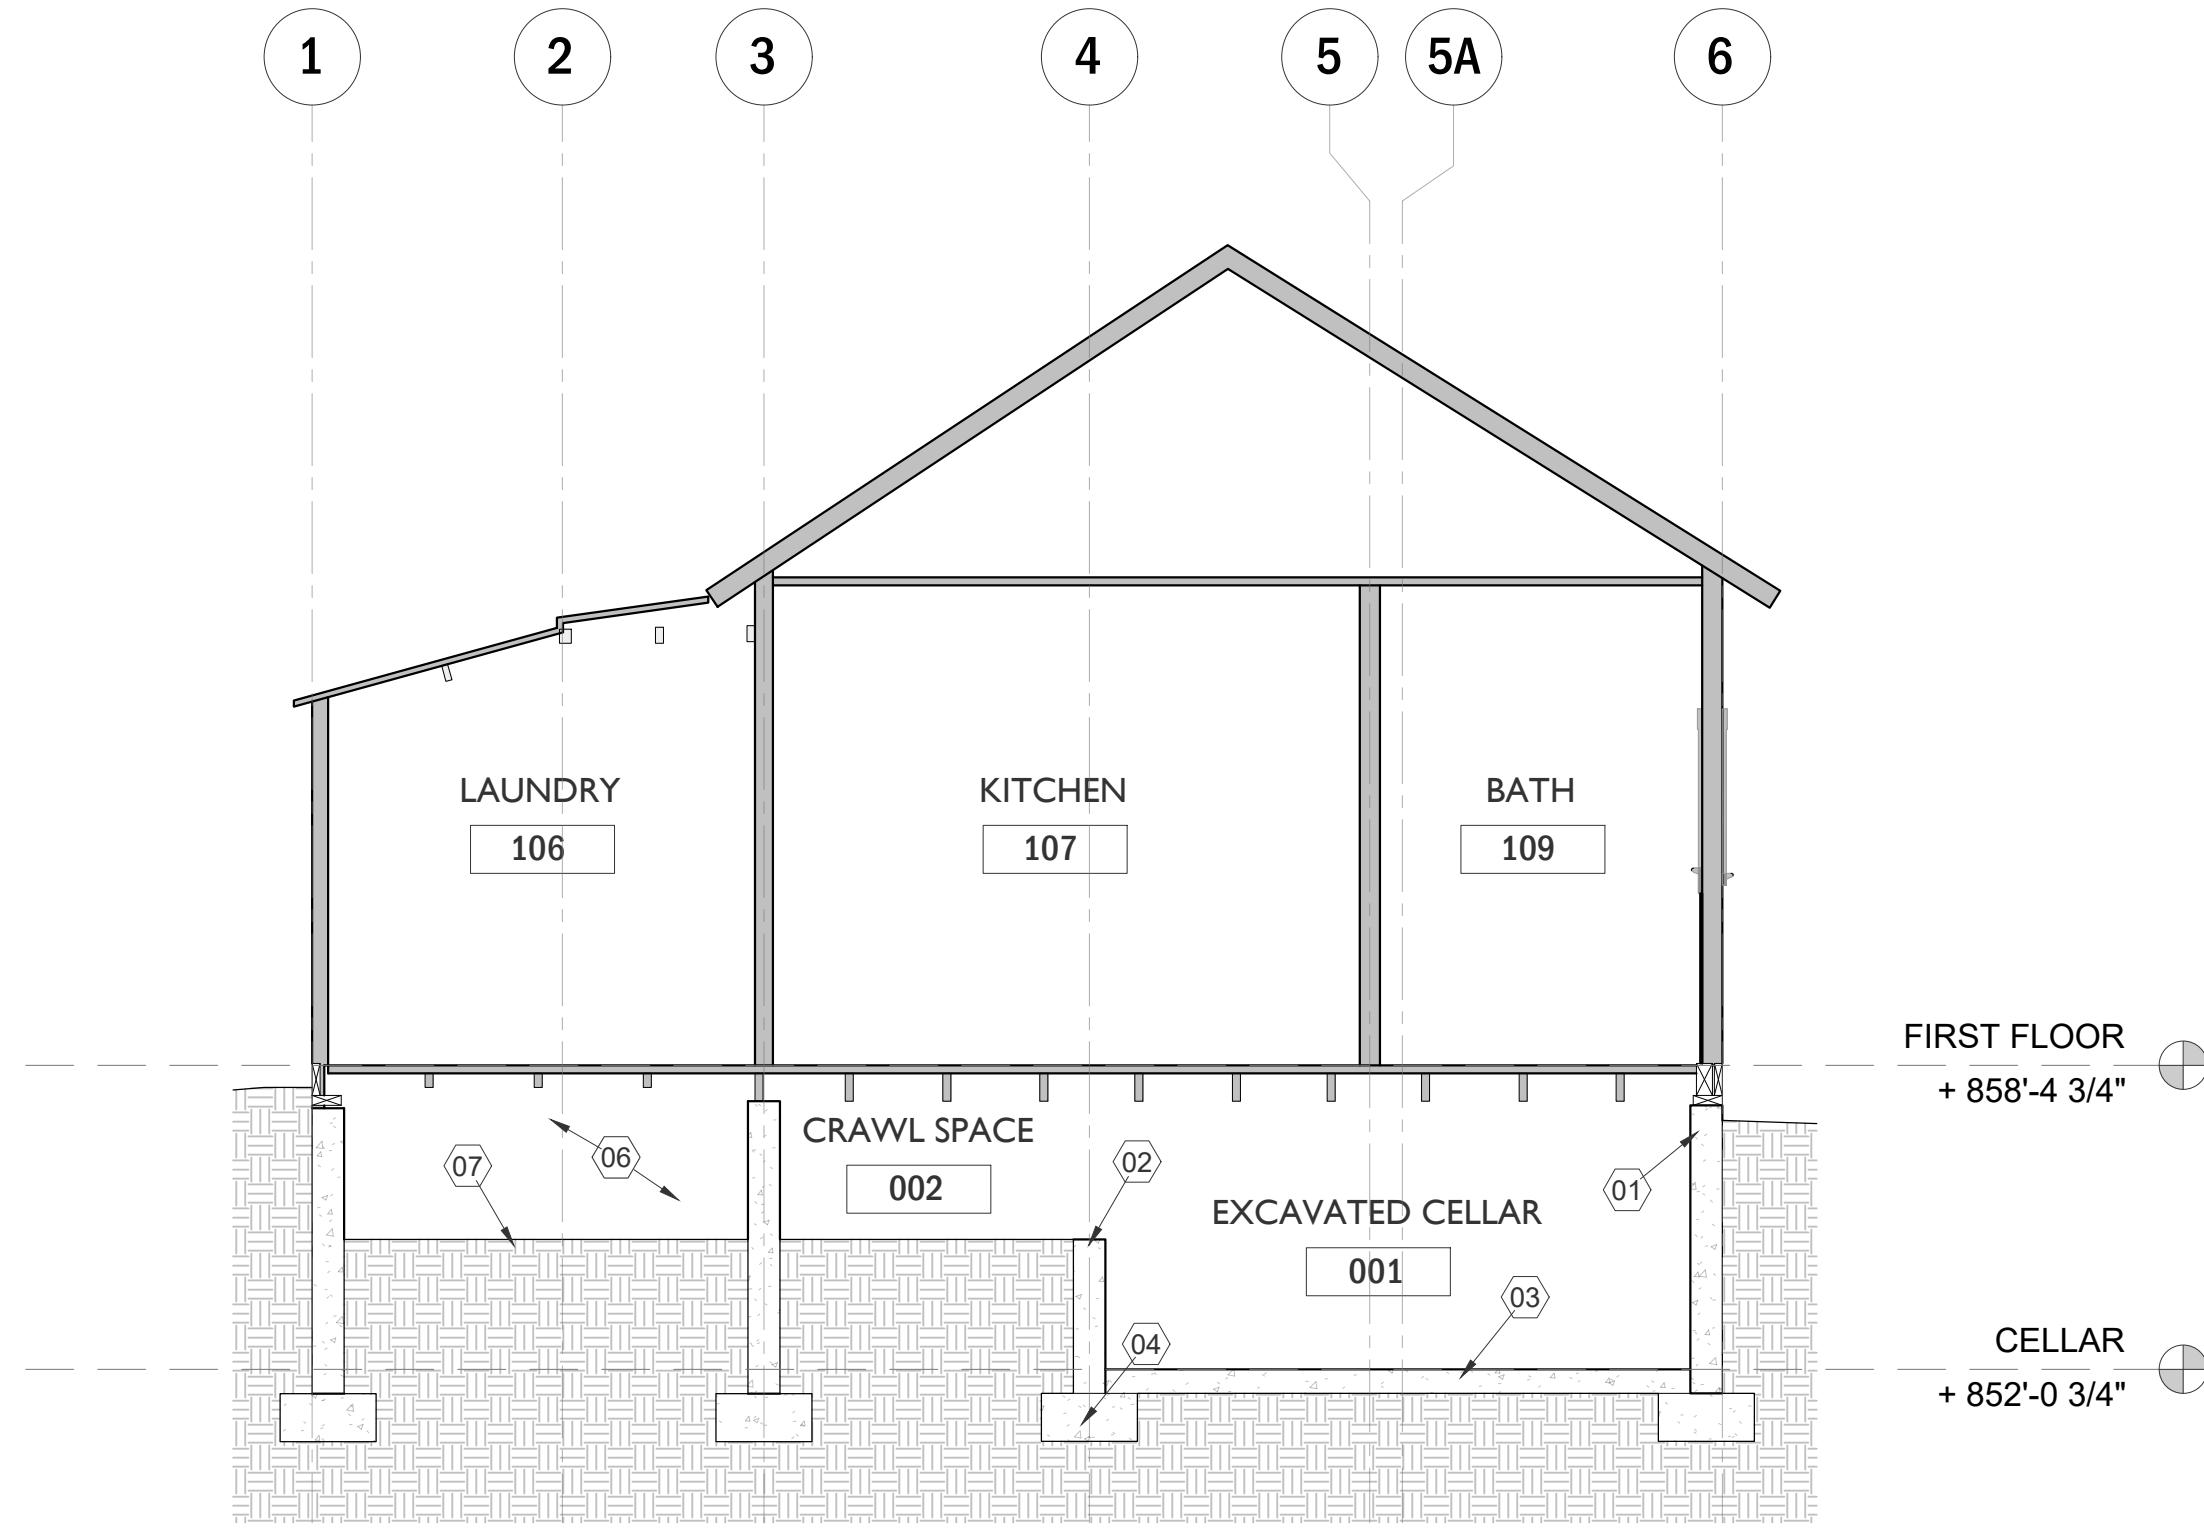 1 2 3 4 5 5A 6
LAUNDRY
106
KITCHEN
107
BATH
109
FIRST FLOOR
+ 858'-4 3/4"
CRAWL SPACE
002
07
06
02
01
EXCAVATED CELLAR
001
03
04
CELLAR
+ 852'-0 3/4"